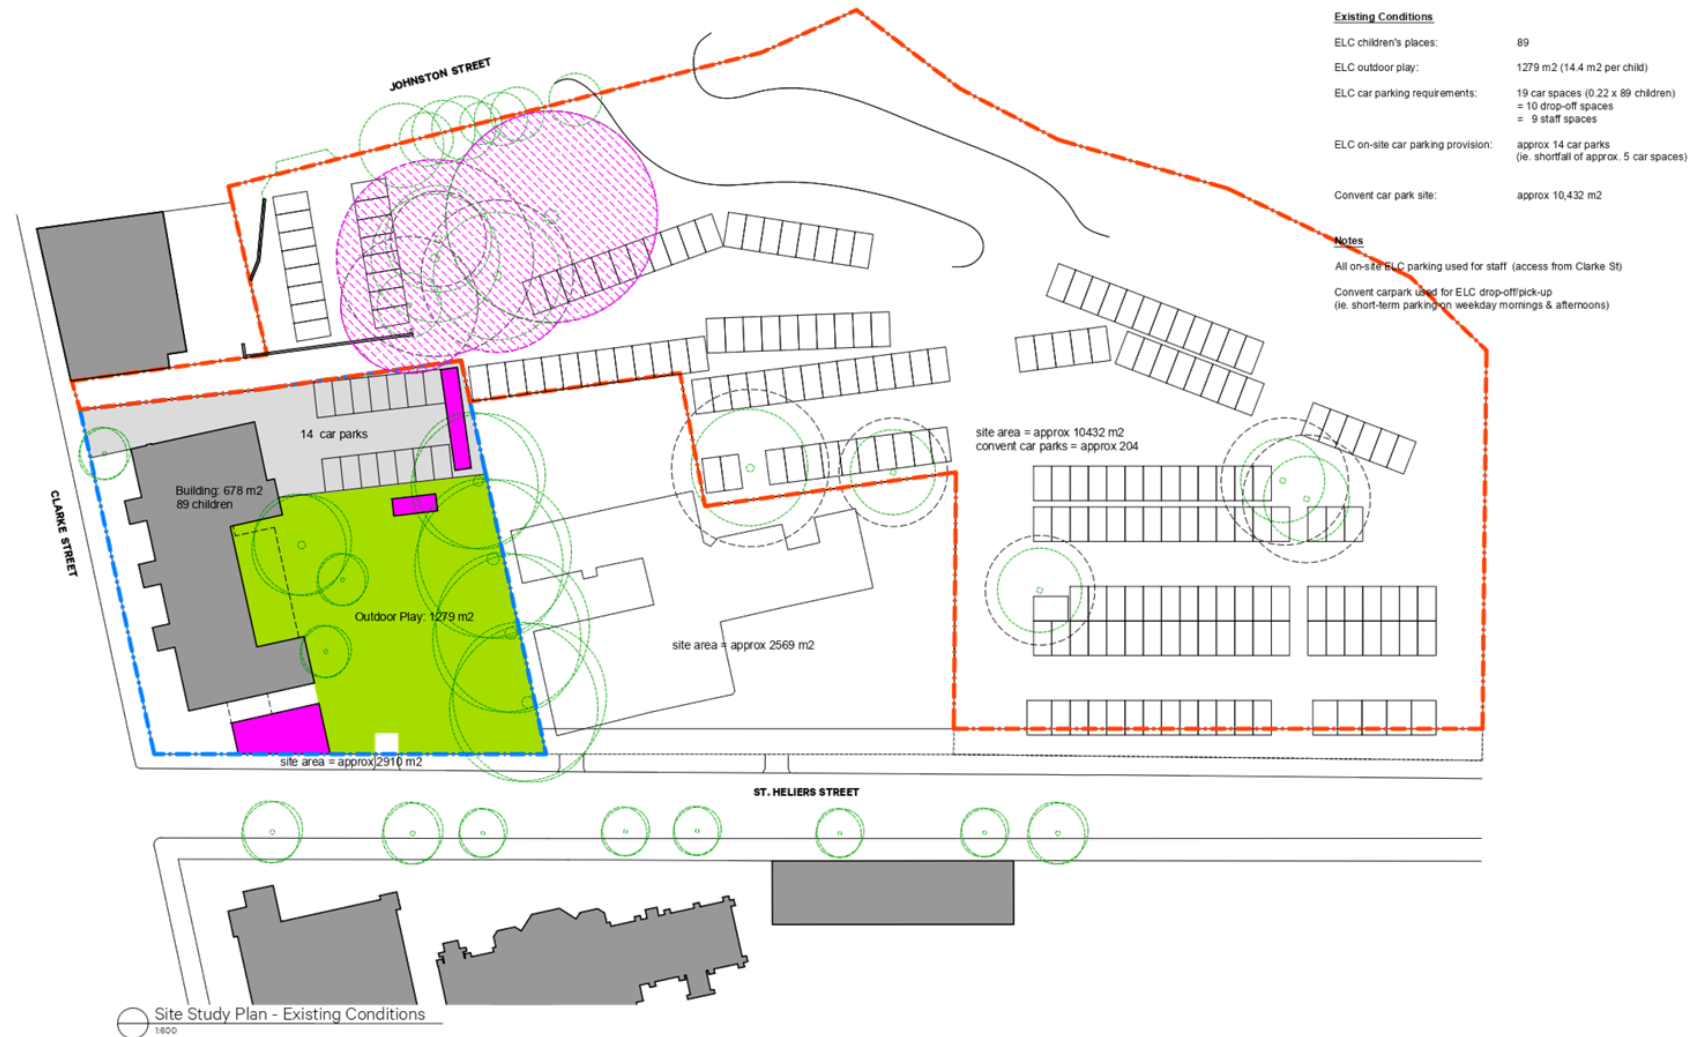 Existing Conditions
ELC children's places: 89
ELC outdoor play: 1279 m2 (14.4 m2 per child)
ELC car parking requirements: 19 car spaces (0.22 x 89 children)
= 10 drop-off spaces
= 9 staff spaces
ELC on-site car parking provision: approx 14 car parks
(ie. shortfall of approx. 5 car spaces)
Convent car park site: approx 10,432 m2
Notes
All on-site ELC parking used for staff (access from Clarke St)
Convent carpark used for ELC drop-off/pick-up
(ie. short-term parking on weekday mornings & afternoons)
JOHNSTON STREET
14 car parks
site area = approx 10432 m2
convent car parks = approx 204
Building: 678 m2
89 children
CLARKE STREET
Outdoor Play: 1279 m2
site area = approx 2569 m2
site area = approx 2910 m2
ST. HELIERS STREET
Site Study Plan - Existing Conditions
1:600